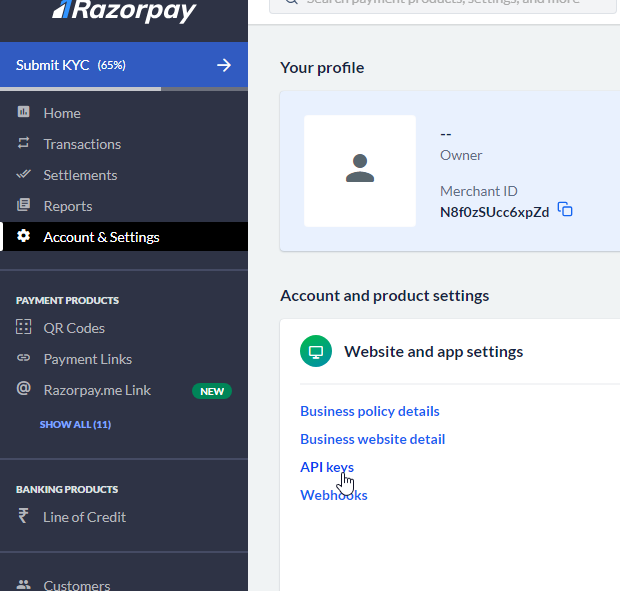 Razorpay
Search payment products, settings, and more
Submit KYC (65%)
Home
Transactions
Settlements
Reports
Account & Settings
PAYMENT PRODUCTS
QR Codes
Payment Links
Razorpay.me Link NEW
SHOW ALL (11)
BANKING PRODUCTS
₹ Line of Credit
Customers
Your profile
--
Owner
Merchant ID
N8f0zSUcc6xpZd
Account and product settings
Website and app settings
Business policy details
Business website detail
API keys
Webhooks